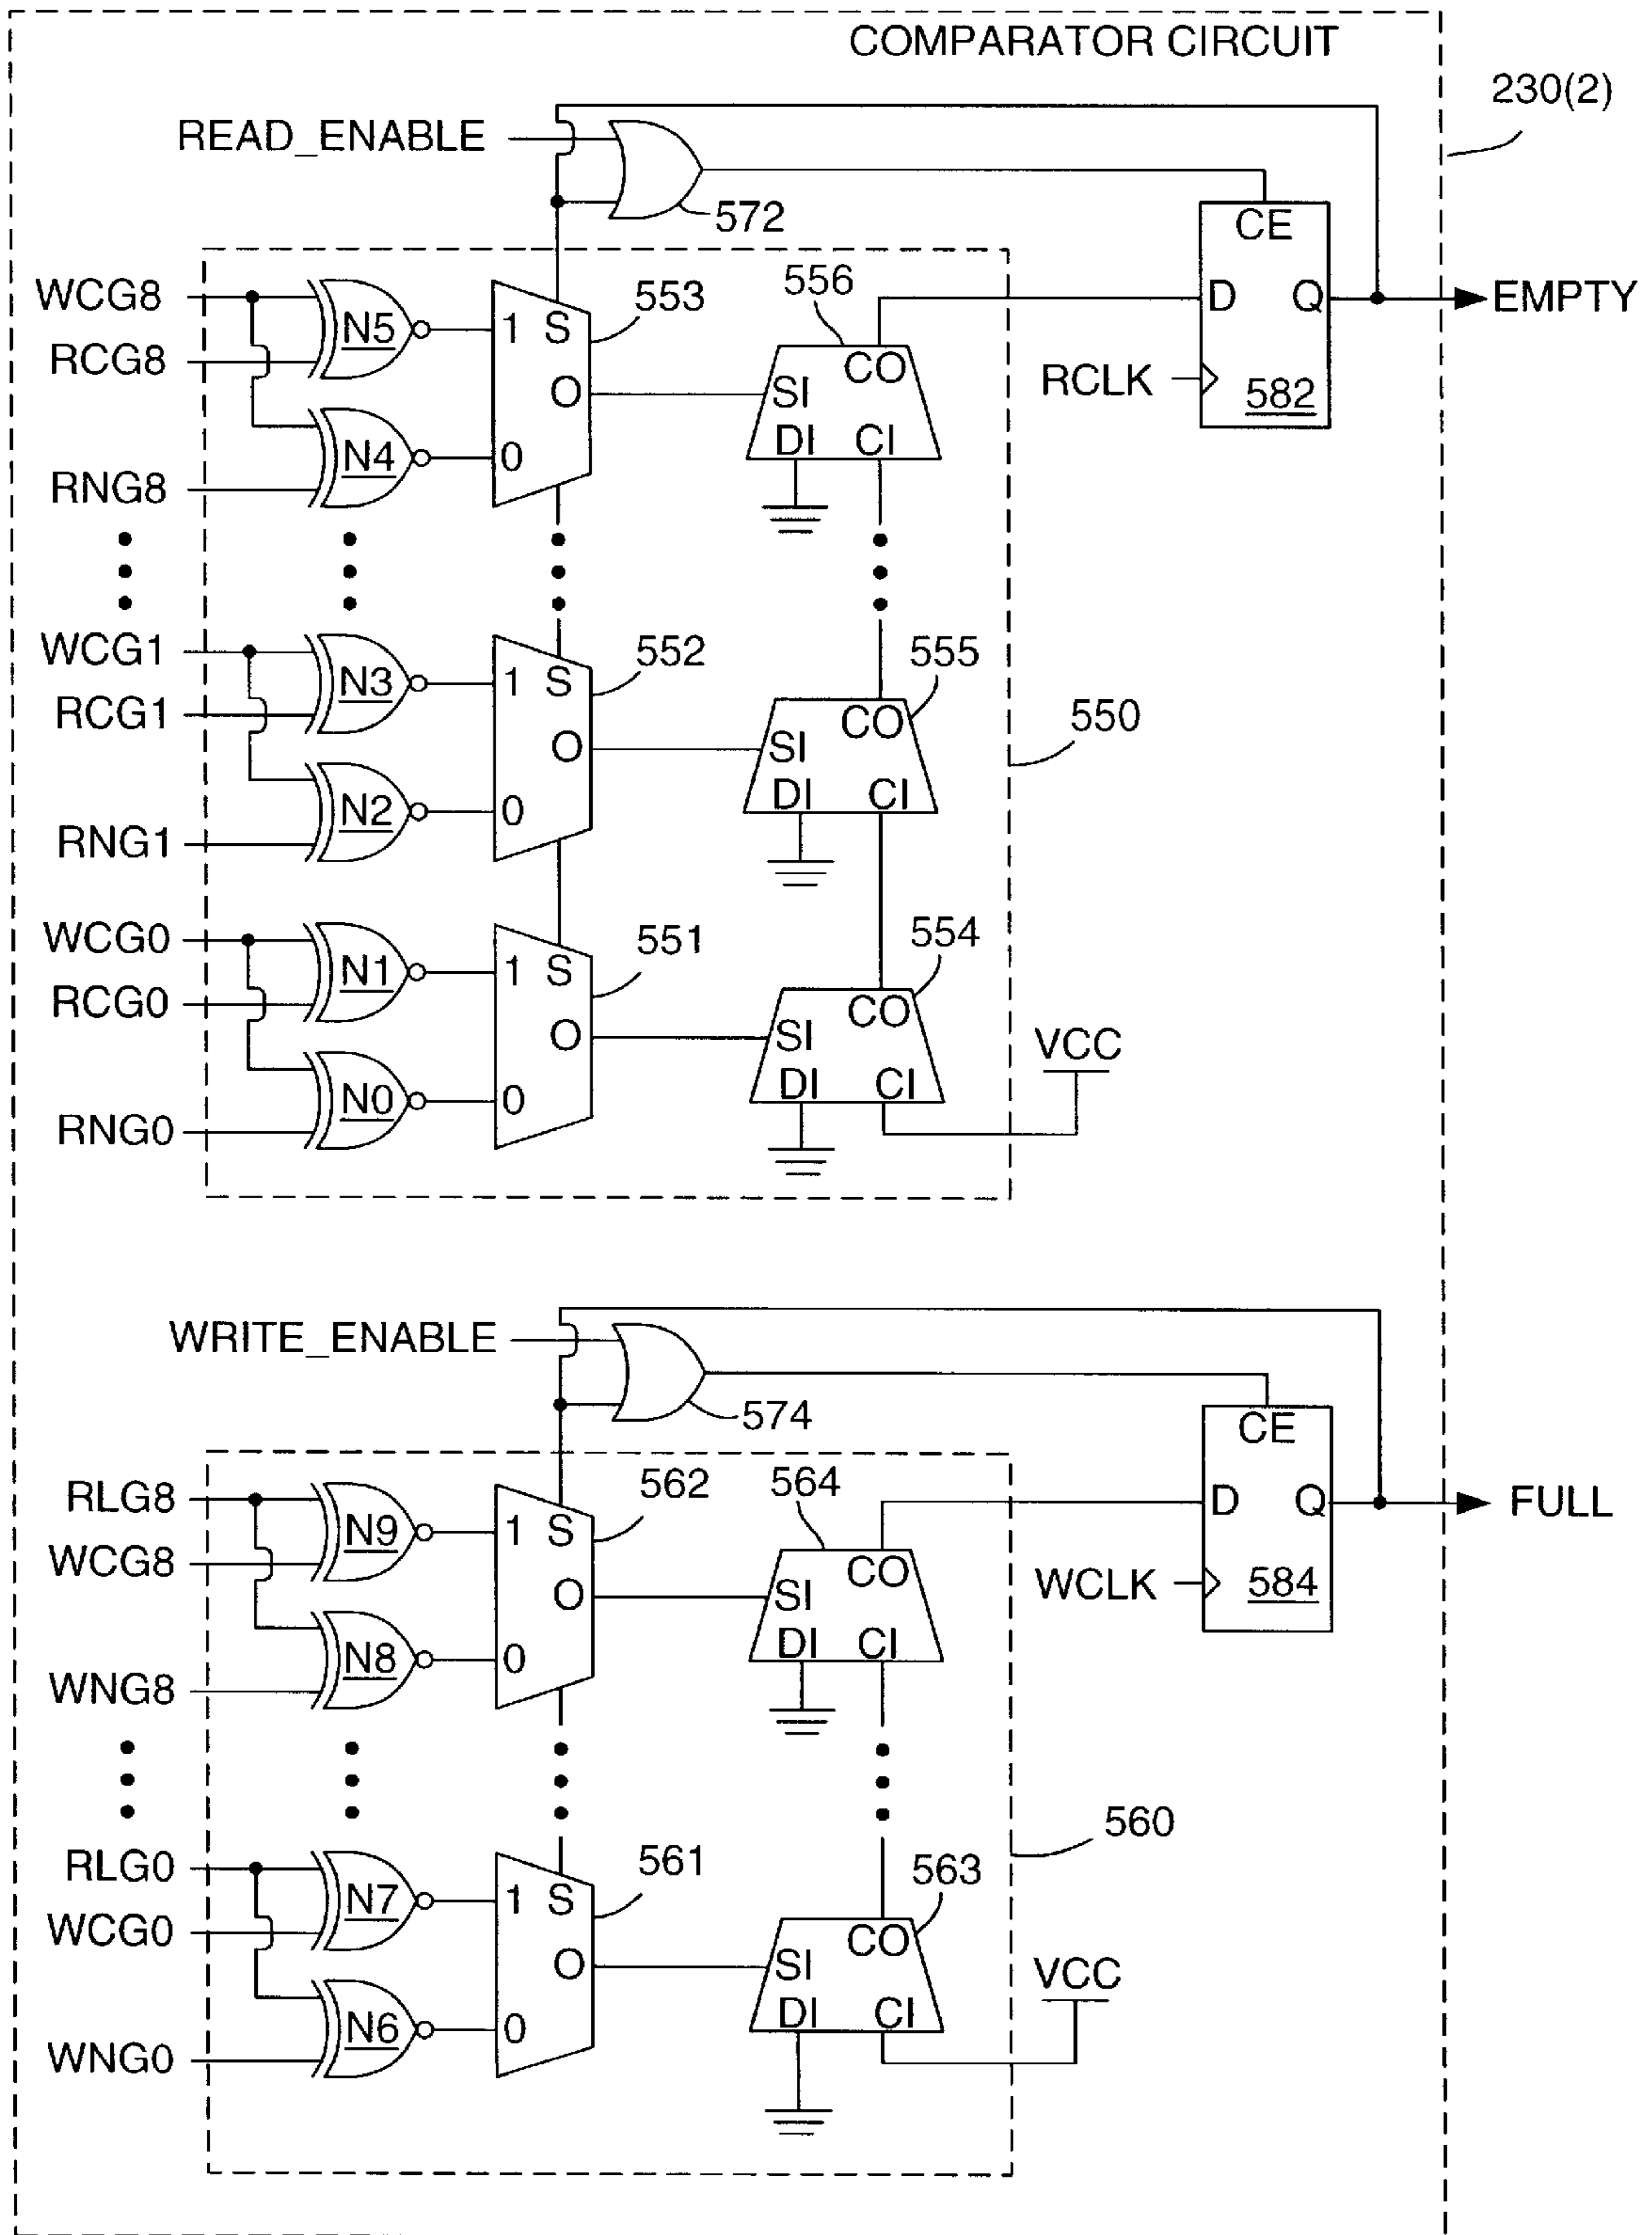 COMPARATOR CIRCUIT
230(2)
READ_ENABLE
572
CE
D Q
EMPTY
RCLK
582
WCG8
RCG8
N5
1 S
553
556
CO
O
SI
DI CI
N4
0
RNG8
WCG1
RCG1
N3
1 S
552
555
CO
O
SI
DI CI
550
N2
0
RNG1
WCG0
RCG0
N1
1 S
551
554
CO
O
SI
DI CI
VCC
N0
0
RNG0
WRITE_ENABLE
574
CE
D Q
FULL
WCLK
584
RLG8
WCG8
N9
1 S
562
564
CO
O
SI
DI CI
N8
0
WNG8
560
RLG0
WCG0
N7
1 S
561
563
CO
O
SI
DI CI
VCC
N6
0
WNG0